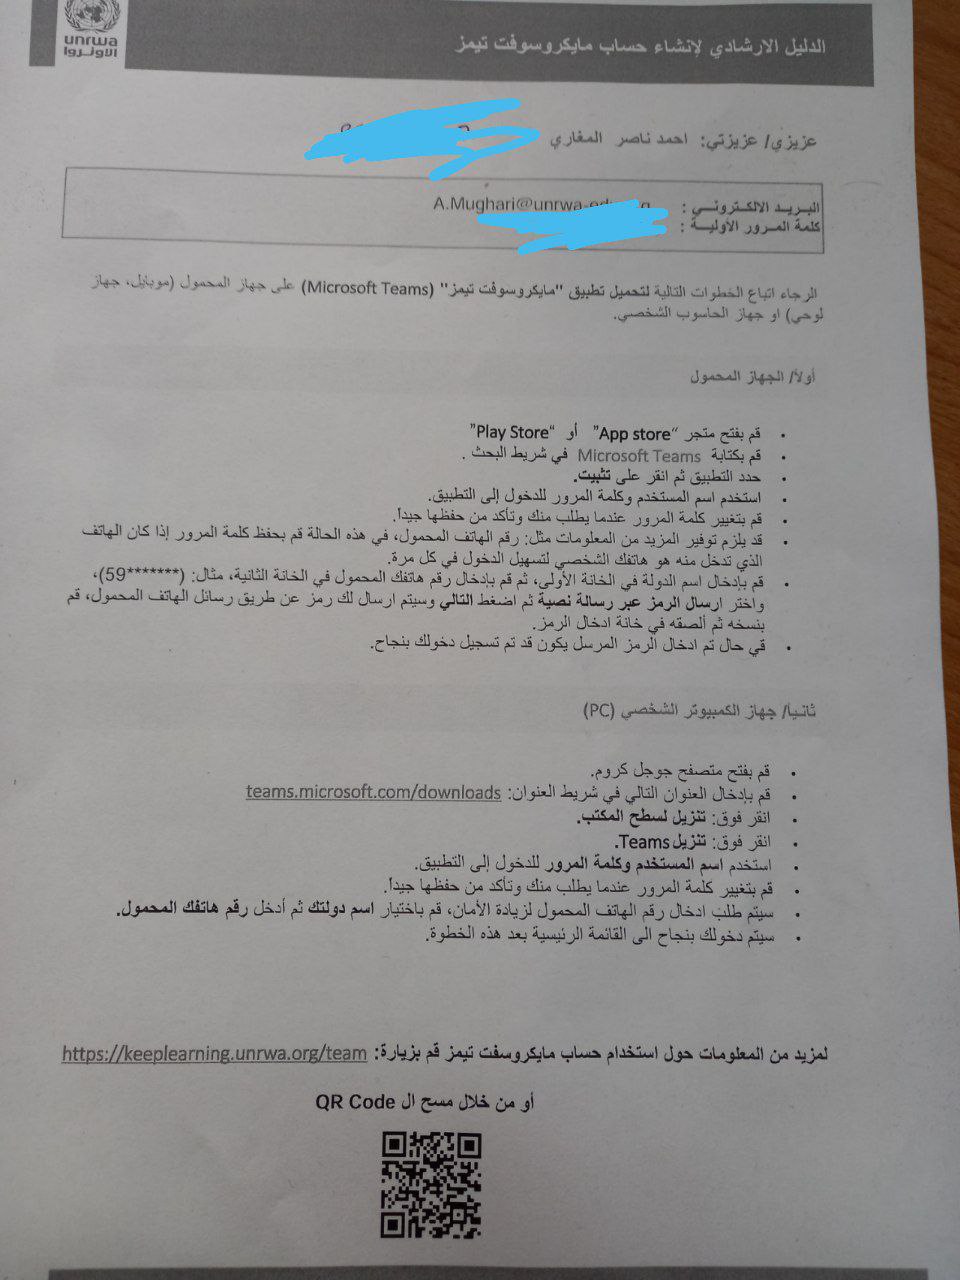 unrwa
الأونروا
الدليل الارشادي لإنشاء حساب مايكروسوفت تيمز
عزيزي/ عزيزتي: احمد ناصر المغاري
البريد الالكتروني : A.Mughari@unrwa-edu
كلمة المرور الأولية :
الرجاء اتباع الخطوات التالية لتحميل تطبيق "مايكروسوفت تيمز" (Microsoft Teams) على جهاز المحمول (موبايل، جهاز
لوحي) او جهاز الحاسوب الشخصي.
أولاً/ الجهاز المحمول
• قم بفتح متجر "App store" أو "Play Store"
• قم بكتابة Microsoft Teams في شريط البحث .
• حدد التطبيق ثم انقر على تثبيت.
• استخدم اسم المستخدم وكلمة المرور للدخول إلى التطبيق.
• قم بتغيير كلمة المرور عندما يطلب منك وتأكد من حفظها جيداً.
• قد يلزم توفير المزيد من المعلومات مثل: رقم الهاتف المحمول، في هذه الحالة قم بحفظ كلمة المرور إذا كان الهاتف
الذي تدخل منه هو هاتفك الشخصي لتسهيل الدخول في كل مرة.
• قم بإدخال اسم الدولة في الخانة الأولى، ثم قم بإدخال رقم هاتفك المحمول في الخانة الثانية، مثال: (*******59)،
واختر ارسال الرمز عبر رسالة نصية ثم اضغط التالي وسيتم ارسال لك رمز عن طريق رسائل الهاتف المحمول، قم
بنسخه ثم ألصقه في خانة ادخال الرمز.
• في حال تم ادخال الرمز المرسل يكون قد تم تسجيل دخولك بنجاح.
ثانياً/ جهاز الكمبيوتر الشخصي (PC)
• قم بفتح متصفح جوجل كروم.
• قم بإدخال العنوان التالي في شريط العنوان: teams.microsoft.com/downloads
• انقر فوق: تنزيل لسطح المكتب.
• انقر فوق: تنزيل Teams.
• استخدم اسم المستخدم وكلمة المرور للدخول إلى التطبيق.
• قم بتغيير كلمة المرور عندما يطلب منك وتأكد من حفظها جيداً.
• سيتم طلب ادخال رقم الهاتف المحمول لزيادة الأمان، قم باختيار اسم دولتك ثم أدخل رقم هاتفك المحمول.
• سيتم دخولك بنجاح الى القائمة الرئيسية بعد هذه الخطوة.
لمزيد من المعلومات حول استخدام حساب مايكروسفت تيمز قم بزيارة: https://keeplearning.unrwa.org/team
أو من خلال مسح ال QR Code